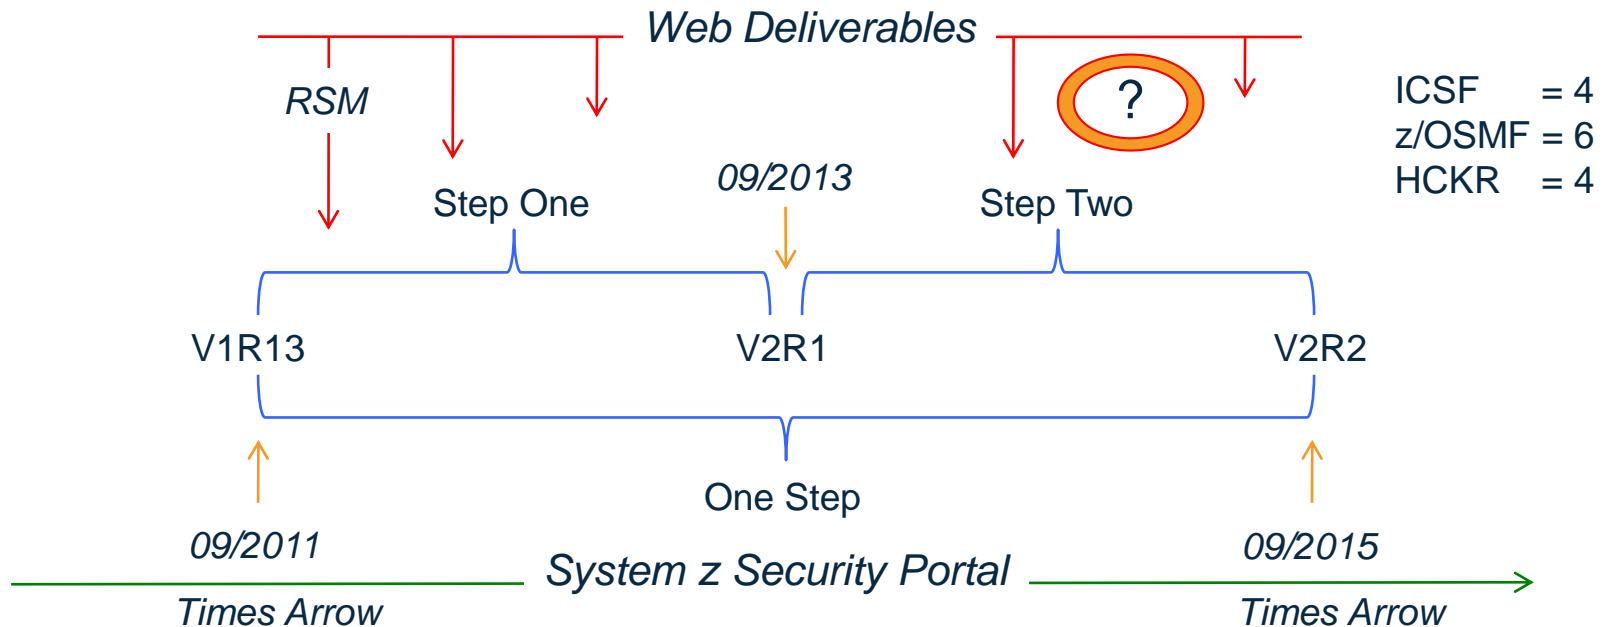 Web Deliverables
RSM
?
ICSF = 4
z/OSMF = 6
HCKR = 4
09/2013
Step One
Step Two
V1R13
V2R1
V2R2
One Step
09/2011
09/2015
System z Security Portal
Times Arrow
Times Arrow